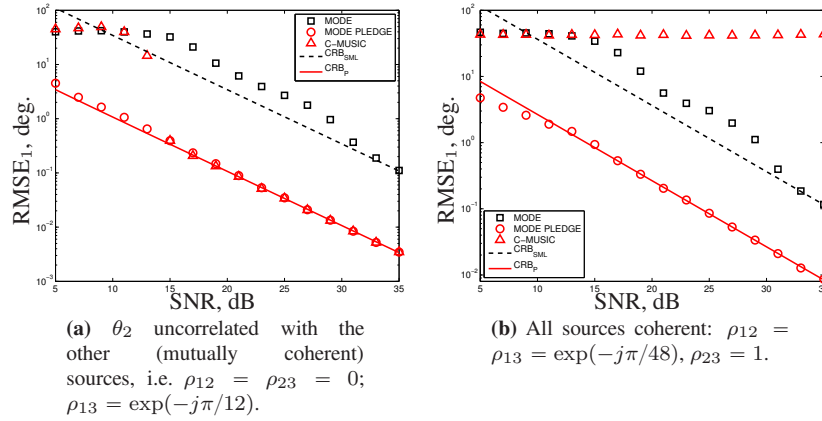 10²
10¹
10⁰
10⁻¹
10⁻²
10⁻³
RMSE₁, deg.
5 10 15 20 25 30 35
SNR, dB
MODE
MODE PLEDGE
C-MUSIC
CRB_SML
CRB_P
(a) θ₂ uncorrelated with the
other (mutually coherent)
sources, i.e. ρ₁₂ = ρ₂₃ = 0;
ρ₁₃ = exp(−jπ/12).
10²
10¹
10⁰
10⁻¹
10⁻²
RMSE₁, deg.
5 10 15 20 25 30 35
SNR, dB
MODE
MODE PLEDGE
C-MUSIC
CRB_SML
CRB_P
(b) All sources coherent: ρ₁₂ =
ρ₁₃ = exp(−jπ/48), ρ₂₃ = 1.